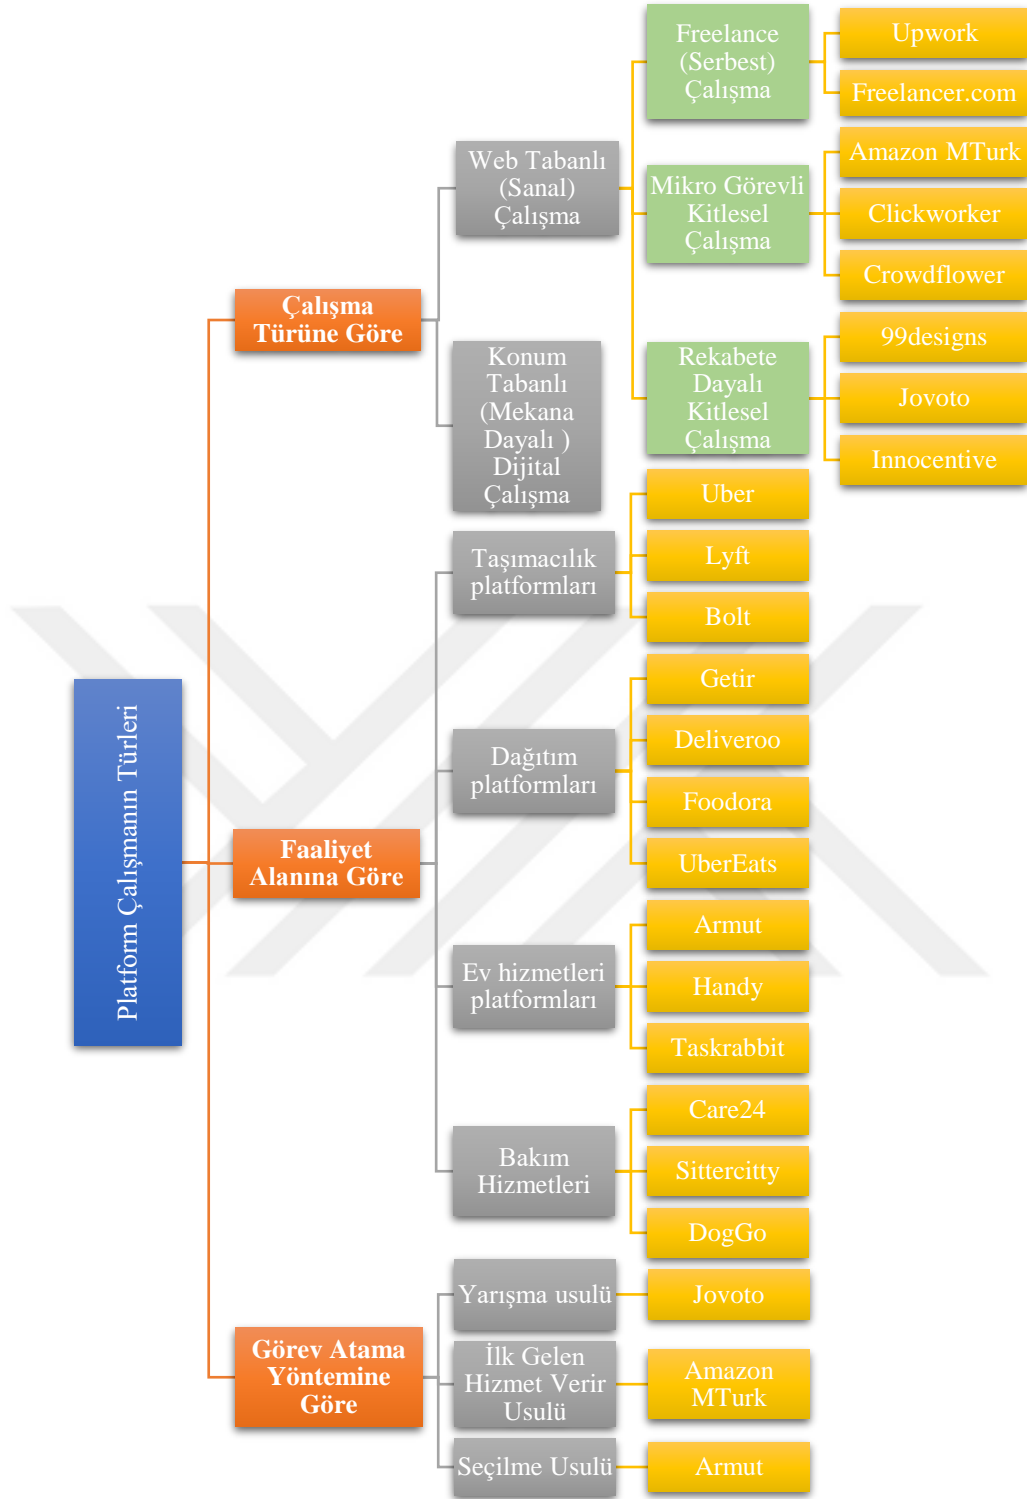 Platform Çalışmanın Türleri
Çalışma
Türüne Göre
Web Tabanlı
(Sanal)
Çalışma
Freelance
(Serbest)
Çalışma
Upwork
Freelancer.com
Mikro Görevli
Kitlesel
Çalışma
Amazon MTurk
Clickworker
Crowdflower
Rekabete
Dayalı
Kitlesel
Çalışma
99designs
Jovoto
Innocentive
Konum
Tabanlı
(Mekana
Dayalı )
Dijital
Çalışma
Faaliyet
Alanına Göre
Taşımacılık
platformları
Uber
Lyft
Bolt
Dağıtım
platformları
Getir
Deliveroo
Foodora
UberEats
Ev hizmetleri
platformları
Armut
Handy
Taskrabbit
Bakım
Hizmetleri
Care24
Sittercitty
DogGo
Görev Atama
Yöntemine
Göre
Yarışma usulü
Jovoto
İlk Gelen
Hizmet Verir
Usulü
Amazon
MTurk
Seçilme Usulü
Armut